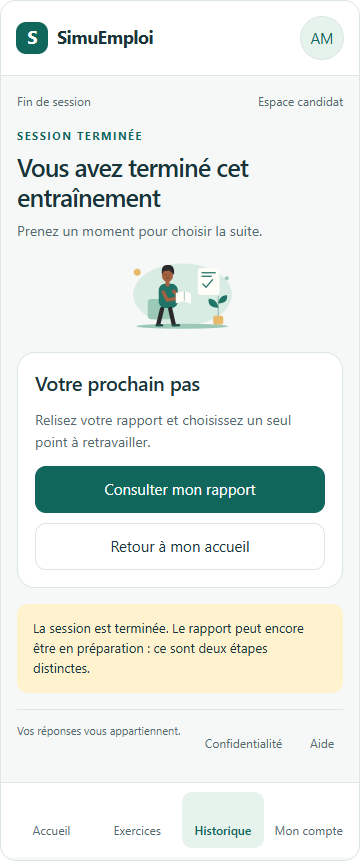 S SimuEmploi AM
Fin de session Espace candidat
SESSION TERMINÉE
Vous avez terminé cet
entraînement
Prenez un moment pour choisir la suite.
Votre prochain pas
Relisez votre rapport et choisissez un seul
point à retravailler.
Consulter mon rapport
Retour à mon accueil
La session est terminée. Le rapport peut encore
être en préparation : ce sont deux étapes
distinctes.
Vos réponses vous appartiennent.
Confidentialité Aide
Accueil Exercices Historique Mon compte